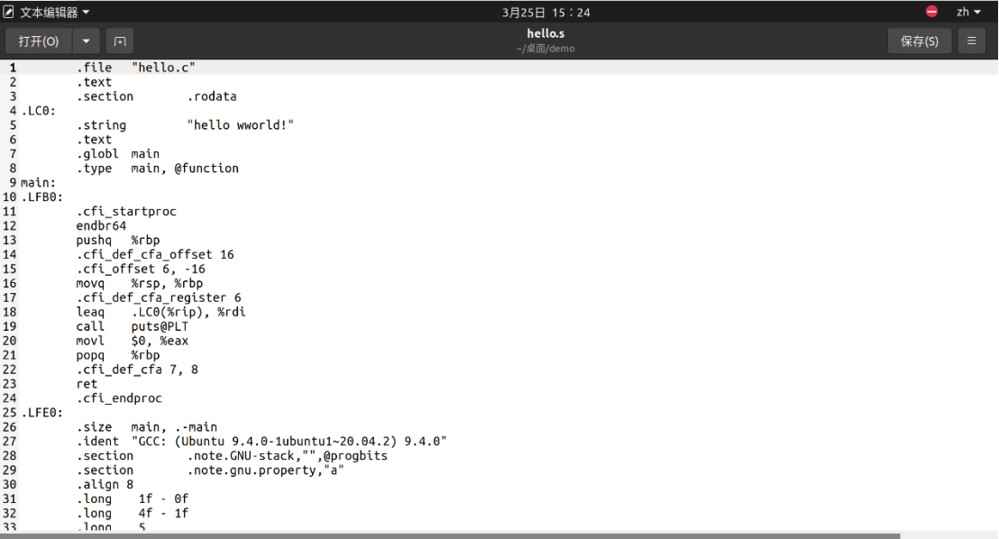 文本编辑器 3月25日 15：24 zh
打开(O) hello.s 保存(S)
~/桌面/demo
1 .file "hello.c"
2 .text
3 .section .rodata
4 .LC0:
5 .string "hello wworld!"
6 .text
7 .globl main
8 .type main, @function
9 main:
10 .LFB0:
11 .cfi_startproc
12 endbr64
13 pushq %rbp
14 .cfi_def_cfa_offset 16
15 .cfi_offset 6, -16
16 movq %rsp, %rbp
17 .cfi_def_cfa_register 6
18 leaq .LC0(%rip), %rdi
19 call puts@PLT
20 movl $0, %eax
21 popq %rbp
22 .cfi_def_cfa 7, 8
23 ret
24 .cfi_endproc
25 .LFE0:
26 .size main, .-main
27 .ident "GCC: (Ubuntu 9.4.0-1ubuntu1~20.04.2) 9.4.0"
28 .section .note.GNU-stack,"",@progbits
29 .section .note.gnu.property,"a"
30 .align 8
31 .long 1f - 0f
32 .long 4f - 1f
33 .long 5